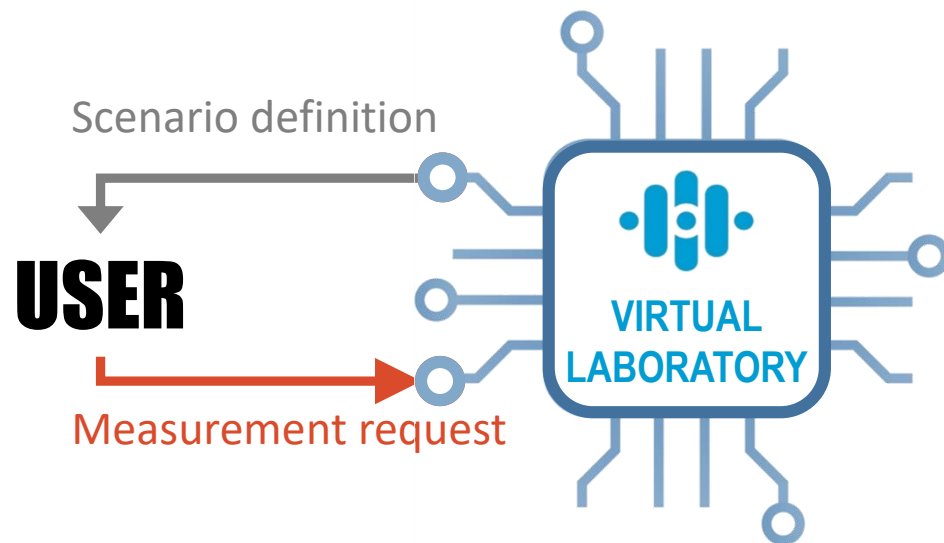 Scenario definition
USER
VIRTUAL
LABORATORY
Measurement request